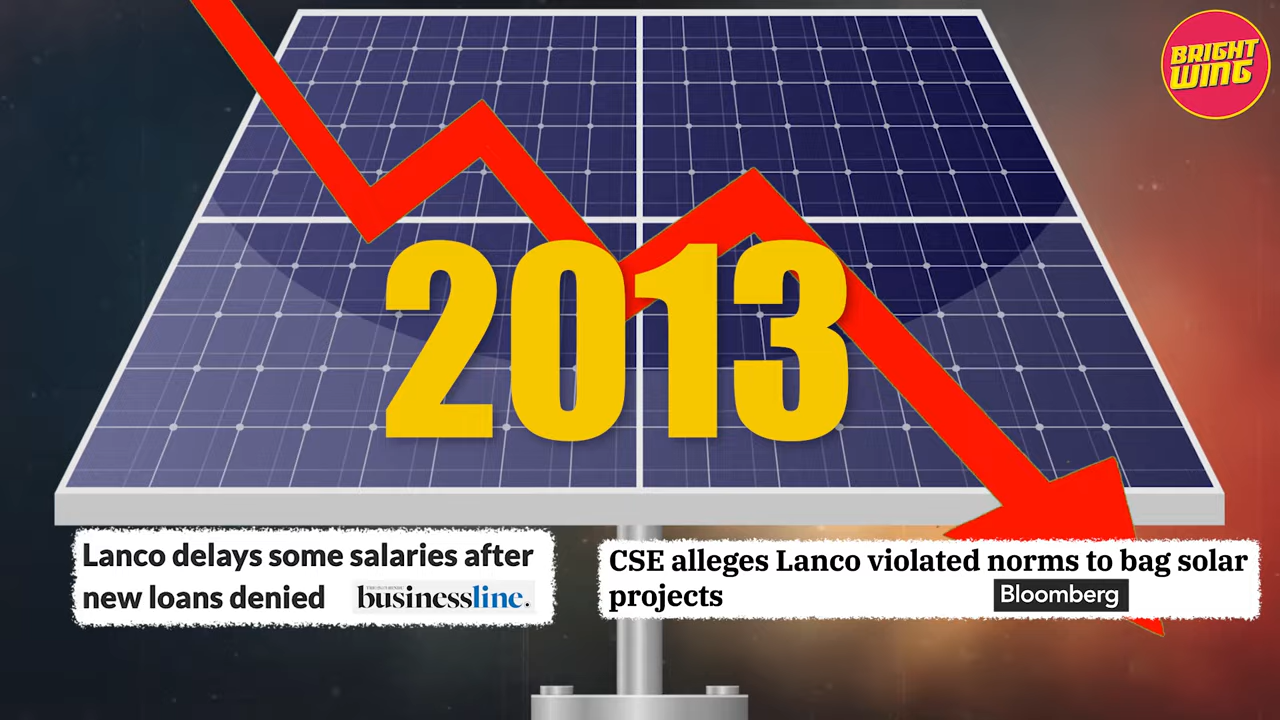 BRIGHT
WING
2013
Lanco delays some salaries after
new loans denied
businessline.
CSE alleges Lanco violated norms to bag solar
projects
Bloomberg